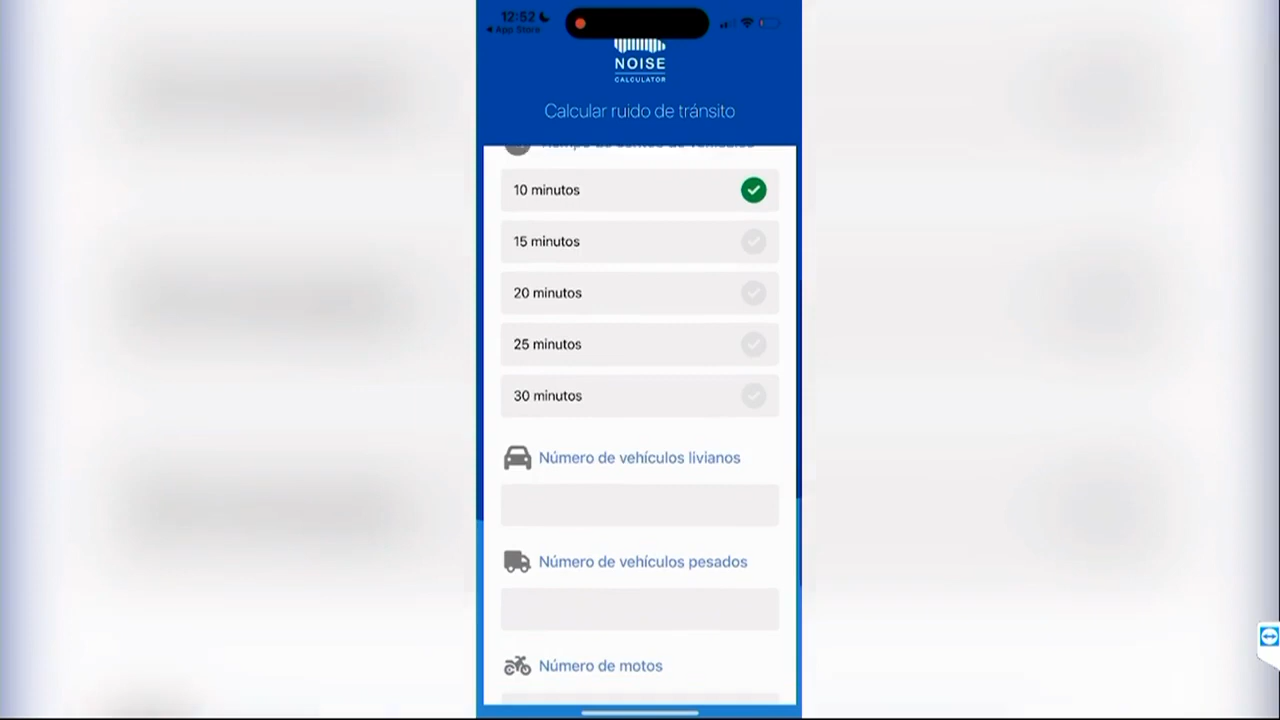 12:52
App Store
NOISE
CALCULATOR
Calcular ruido de tránsito
10 minutos
15 minutos
20 minutos
25 minutos
30 minutos
Número de vehículos livianos
Número de vehículos pesados
Número de motos